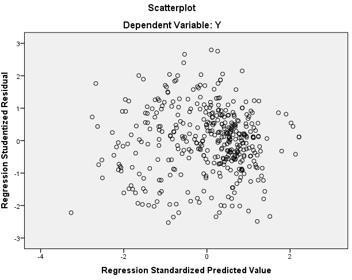 Scatterplot
Dependent Variable: Y
Regression Studentized Residual
3
2
1
0
-1
-2
-3
-4
-2
0
2
Regression Standardized Predicted Value